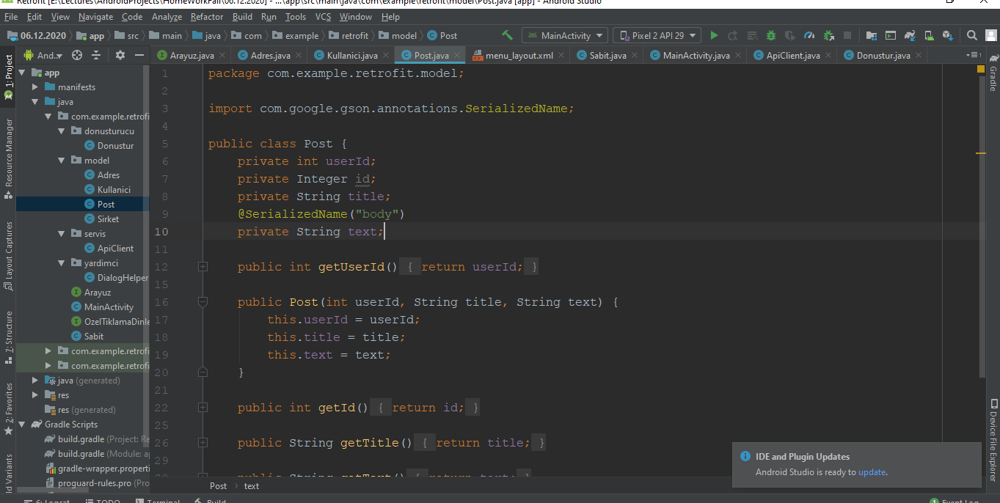 Retrofit [E:\Lectures\AndroidProjects\HomeWorkFall\06.12.2020] - ...\app\src\main\java\com\example\retrofit\model\Post.java [app] - Android Studio
File Edit View Navigate Code Analyze Refactor Build Run Tools VCS Window Help
06.12.2020 app src main java com example retrofit model Post MainActivity Pixel 2 API 29
And... Arayuz.java Adres.java Kullanici.java Post.java menu_layout.xml Sabit.java MainActivity.java ApiClient.java Donustur.java
1: Project
Resource Manager
Layout Captures
7: Structure
2: Favorites
ld Variants
app
manifests
java
com.example.retrofi
donusturucu
Donustur
model
Adres
Kullanici
Post
Sirket
servis
ApiClient
yardimci
DialogHelper
Arayuz
MainActivity
OzelTiklamaDinle
Sabit
com.example.retrofi
com.example.retrofi
java (generated)
res
res (generated)
Gradle Scripts
build.gradle (Project: Re
build.gradle (Module: a
gradle-wrapper.properti
proguard-rules.pro (Pro
1 package com.example.retrofit.model;
2
3 import com.google.gson.annotations.SerializedName;
4
5 public class Post {
6 private int userId;
7 private Integer id;
8 private String title;
9 @SerializedName("body")
10 private String text;
11
12 public int getUserId() { return userId; }
15
16 public Post(int userId, String title, String text) {
17 this.userId = userId;
18 this.title = title;
19 this.text = text;
20 }
21
22 public int getId() { return id; }
25
26 public String getTitle() { return title; }
29
public String getText() { return text; }
Post text
Gradle
Device File Explorer
IDE and Plugin Updates
Android Studio is ready to update.
6: Logcat TODO Terminal Build 1 Event Log